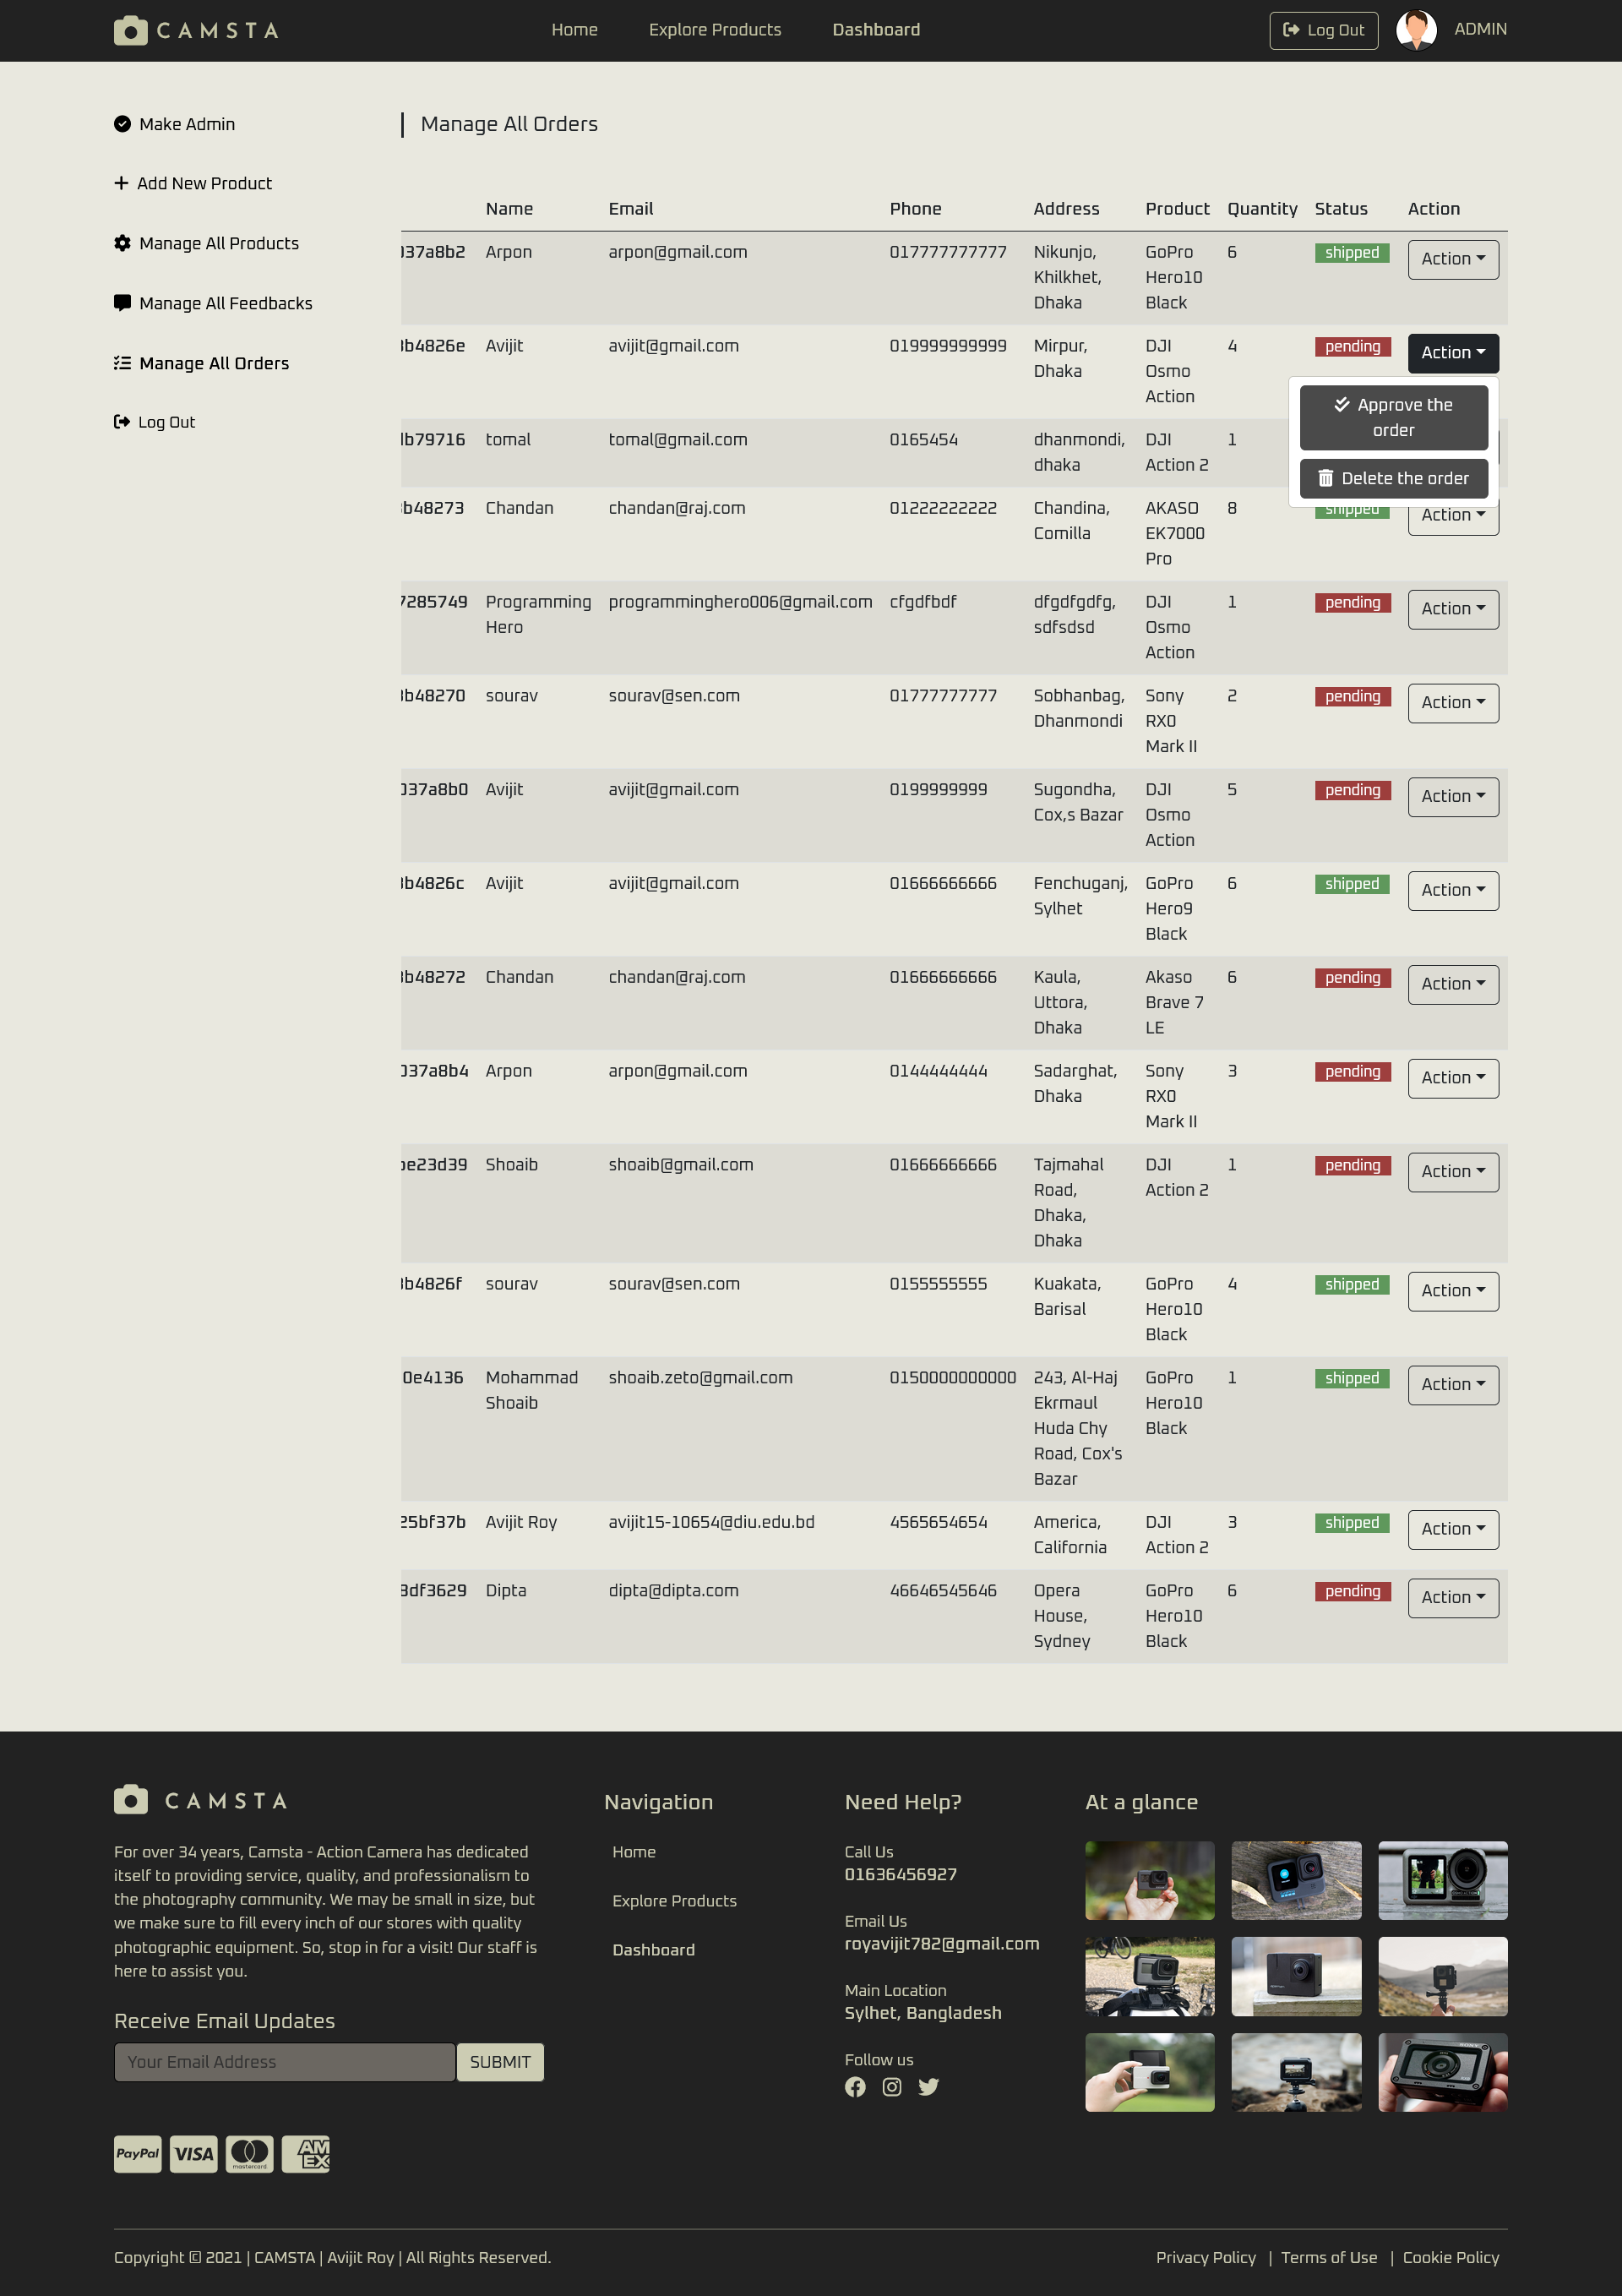 CAMSTA
Home Explore Products Dashboard
Log Out ADMIN
Make Admin
Add New Product
Manage All Products
Manage All Feedbacks
Manage All Orders
Log Out
Manage All Orders
Name Email Phone Address Product Quantity Status Action
037a8b2 Arpon arpon@gmail.com 017777777777 Nikunjo, GoPro 6 shipped Action
Khilkhet, Hero10
Dhaka Black
3b4826e Avijit avijit@gmail.com 019999999999 Mirpur, DJI 4 pending Action
Dhaka Osmo
Action
Approve the
order
Delete the order
db79716 tomal tomal@gmail.com 0165454 dhanmondi, DJI 1
dhaka Action 2
3b48273 Chandan chandan@raj.com 01222222222 Chandina, AKASO 8 shipped Action
Comilla EK7000
Pro
7285749 Programming programminghero006@gmail.com cfgdfbdf dfgdfgdfg, DJI 1 pending Action
Hero sdfsdsd Osmo
Action
3b48270 sourav sourav@sen.com 01777777777 Sobhanbag, Sony 2 pending Action
Dhanmondi RX0
Mark II
037a8b0 Avijit avijit@gmail.com 0199999999 Sugondha, DJI 5 pending Action
Cox,s Bazar Osmo
Action
3b4826c Avijit avijit@gmail.com 01666666666 Fenchuganj, GoPro 6 shipped Action
Sylhet Hero9
Black
3b48272 Chandan chandan@raj.com 01666666666 Kaula, Akaso 6 pending Action
Uttora, Brave 7
Dhaka LE
037a8b4 Arpon arpon@gmail.com 0144444444 Sadarghat, Sony 3 pending Action
Dhaka RX0
Mark II
be23d39 Shoaib shoaib@gmail.com 01666666666 Tajmahal DJI 1 pending Action
Road, Action 2
Dhaka,
Dhaka
3b4826f sourav sourav@sen.com 0155555555 Kuakata, GoPro 4 shipped Action
Barisal Hero10
Black
0e4136 Mohammad shoaib.zeto@gmail.com 0150000000000 243, Al-Haj GoPro 1 shipped Action
Shoaib Ekrmaul Hero10
Huda Chy Black
Road, Cox's
Bazar
25bf37b Avijit Roy avijit15-10654@diu.edu.bd 4565654654 America, DJI 3 shipped Action
California Action 2
3df3629 Dipta dipta@dipta.com 46646545646 Opera GoPro 6 pending Action
House, Hero10
Sydney Black
CAMSTA
For over 34 years, Camsta - Action Camera has dedicated
itself to providing service, quality, and professionalism to
the photography community. We may be small in size, but
we make sure to fill every inch of our stores with quality
photographic equipment. So, stop in for a visit! Our staff is
here to assist you.
Receive Email Updates
Your Email Address SUBMIT
PayPal VISA mastercard AM
EX
Navigation
Home
Explore Products
Dashboard
Need Help?
Call Us
01636456927
Email Us
royavijit782@gmail.com
Main Location
Sylhet, Bangladesh
Follow us
At a glance
Copyright © 2021 | CAMSTA | Avijit Roy | All Rights Reserved.
Privacy Policy | Terms of Use | Cookie Policy